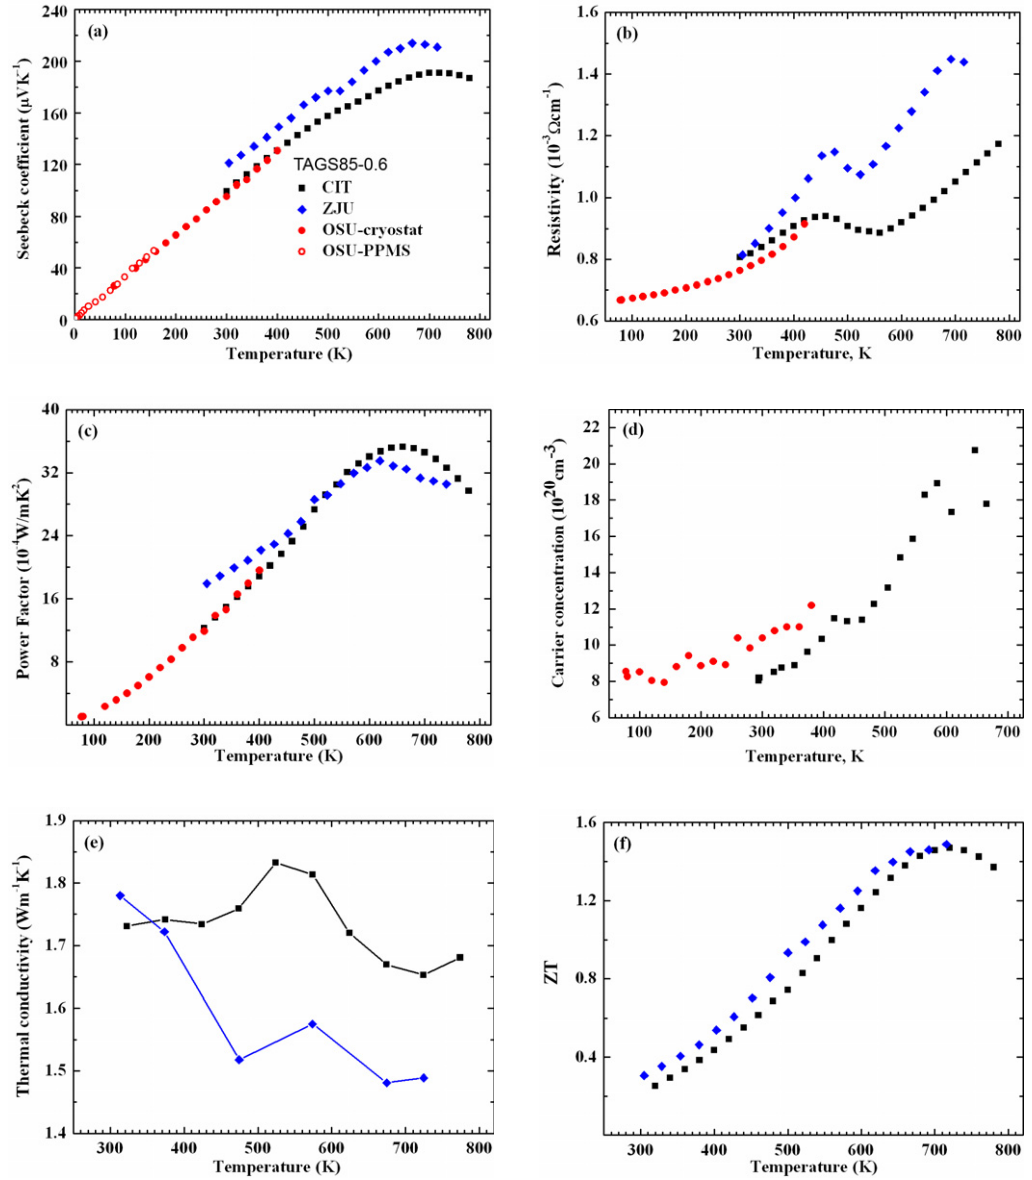 (a)
240
200
160
120
80
40
0
Seebeck coefficient (μVK⁻¹)
TAGS85-0.6
CIT
ZJU
OSU-cryostat
OSU-PPMS
0 100 200 300 400 500 600 700 800
Temperature (K)
(b)
1.6
1.4
1.2
1.0
0.8
0.6
Resistivity (10⁻³Ωcm⁻¹)
100 200 300 400 500 600 700 800
Temperature, K
(c)
40
32
24
16
8
Power Factor (10⁻⁴W/mK²)
100 200 300 400 500 600 700 800
Temperature (K)
(d)
22
20
18
16
14
12
10
8
6
Carrier concentration (10²⁰cm⁻³)
100 200 300 400 500 600 700
Temperature, K
(e)
1.9
1.8
1.7
1.6
1.5
1.4
Thermal conductivity (Wm⁻¹K⁻¹)
300 400 500 600 700 800
Temperature (K)
(f)
1.6
1.2
0.8
0.4
ZT
300 400 500 600 700 800
Temperature (K)